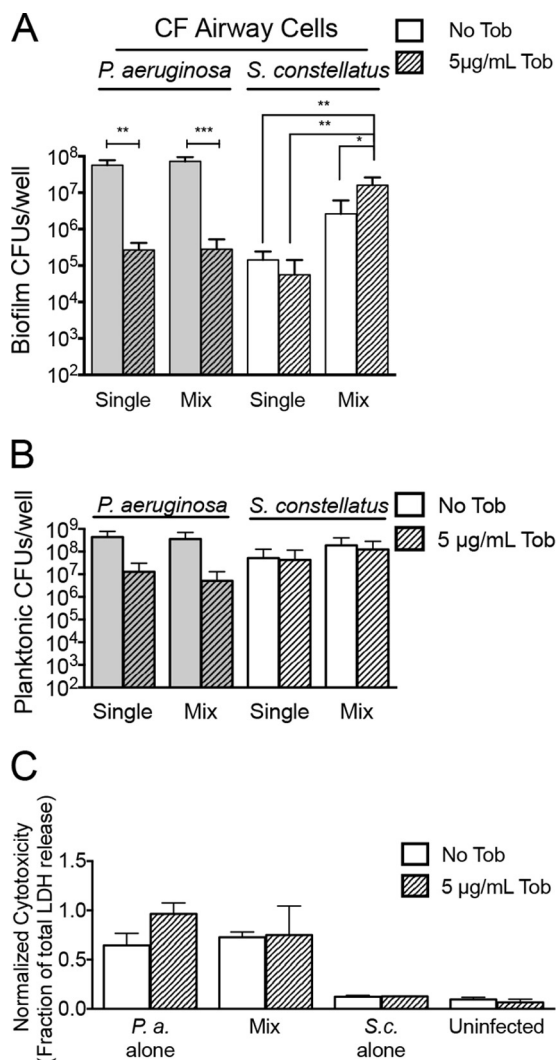 A
CF Airway Cells
P. aeruginosa S. constellatus
No Tob
5µg/mL Tob
** *** ** ** *
Biofilm CFUs/well
10⁸
10⁷
10⁶
10⁵
10⁴
10³
10²
Single Mix Single Mix
B
P. aeruginosa S. constellatus
No Tob
5 µg/mL Tob
Planktonic CFUs/well
10⁹
10⁸
10⁷
10⁶
10⁵
10⁴
10³
10²
Single Mix Single Mix
C
No Tob
5 µg/mL Tob
Normalized Cytotoxicity
(Fraction of total LDH release)
1.5
1.0
0.5
0.0
P. a. Mix S.c. Uninfected
alone alone